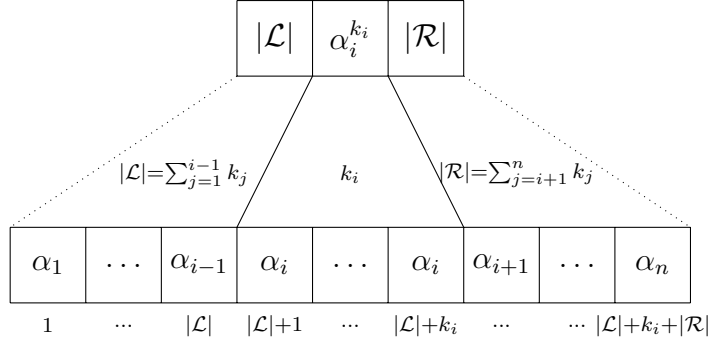 |ℒ| α_i^{k_i} |ℛ|
|ℒ|=∑_{j=1}^{i−1} k_j k_i |ℛ|=∑_{j=i+1}^{n} k_j
α_1 ⋯ α_{i−1} α_i ⋯ α_i α_{i+1} ⋯ α_n
1 ⋯ |ℒ| |ℒ|+1 ⋯ |ℒ|+k_i ⋯ ⋯ |ℒ|+k_i+|ℛ|